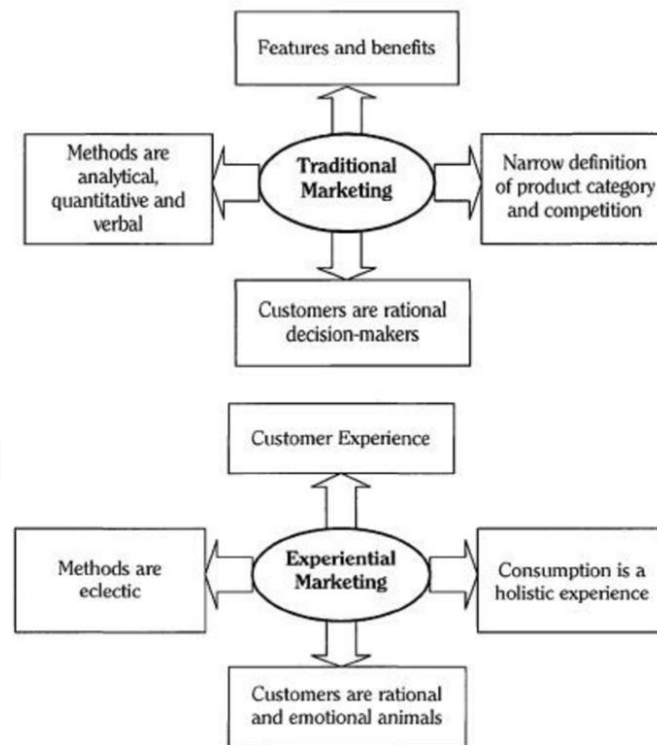 Features and benefits
Methods are
analytical,
quantitative and
verbal
Traditional
Marketing
Narrow definition
of product category
and competition
Customers are rational
decision-makers
Customer Experience
Methods are
eclectic
Experiential
Marketing
Consumption is a
holistic experience
Customers are rational
and emotional animals